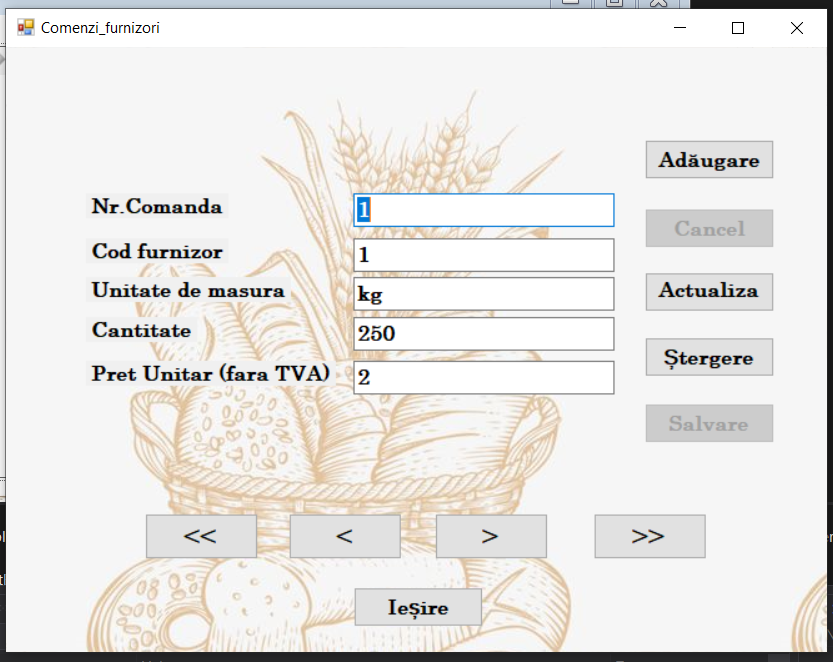 Comenzi_furnizori
Adăugare
Nr.Comanda 1
Cancel
Cod furnizor 1
Unitate de masura kg
Actualiza
Cantitate 250
Ștergere
Pret Unitar (fara TVA) 2
Salvare
<< < > >>
Ieșire